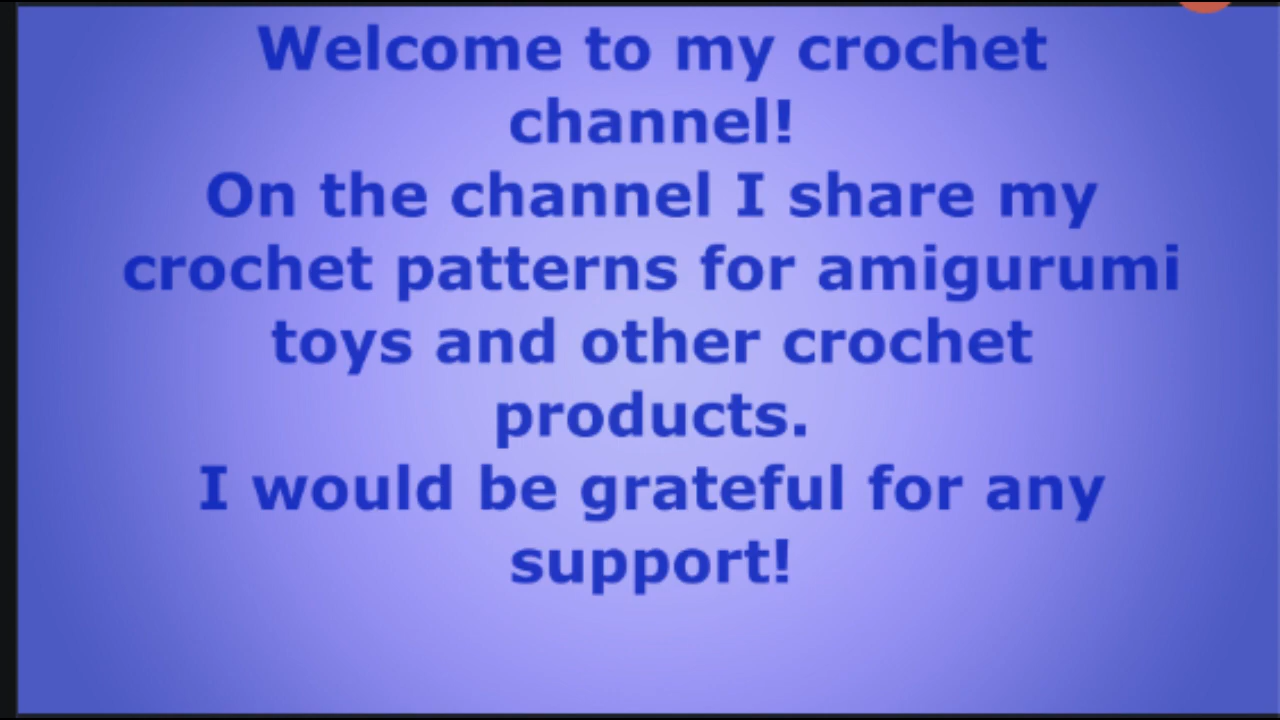 Welcome to my crochet
channel!
On the channel I share my
crochet patterns for amigurumi
toys and other crochet
products.
I would be grateful for any
support!